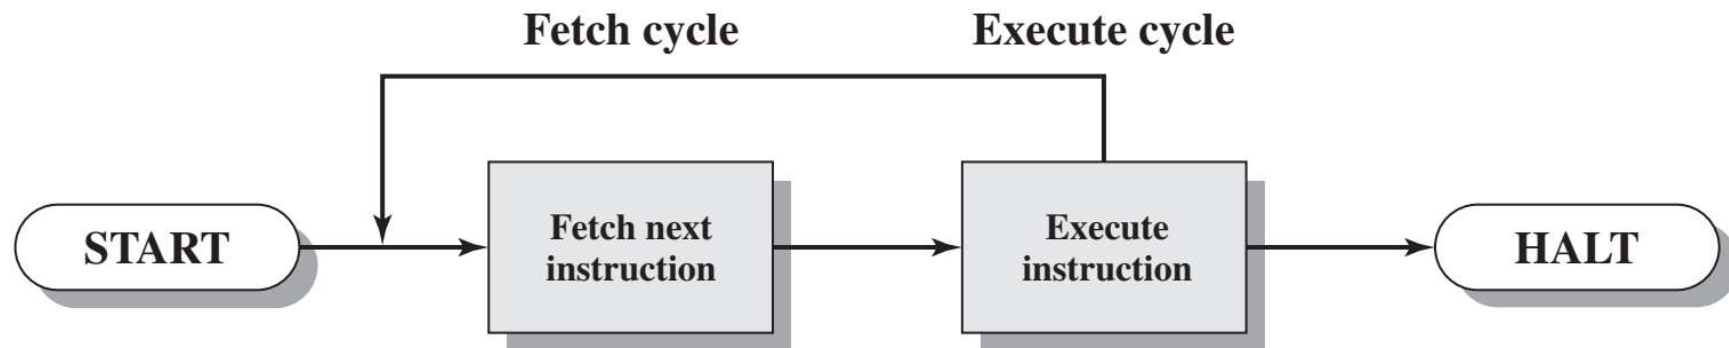 Fetch cycle
Execute cycle
START
Fetch next
instruction
Execute
instruction
HALT